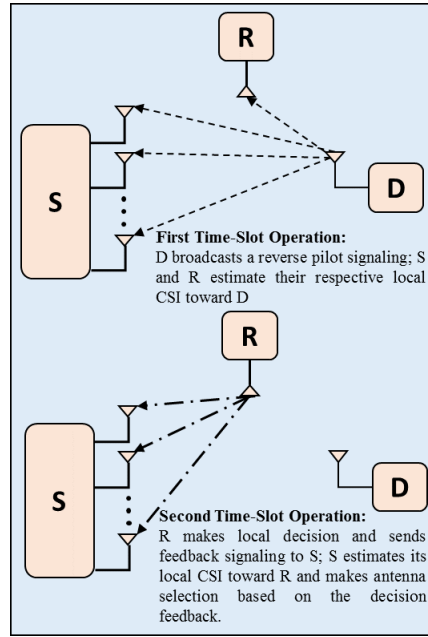 R
S
D
First Time-Slot Operation:
D broadcasts a reverse pilot signaling; S
and R estimate their respective local
CSI toward D
R
S
D
Second Time-Slot Operation:
R makes local decision and sends
feedback signaling to S; S estimates its
local CSI toward R and makes antenna
selection based on the decision
feedback.